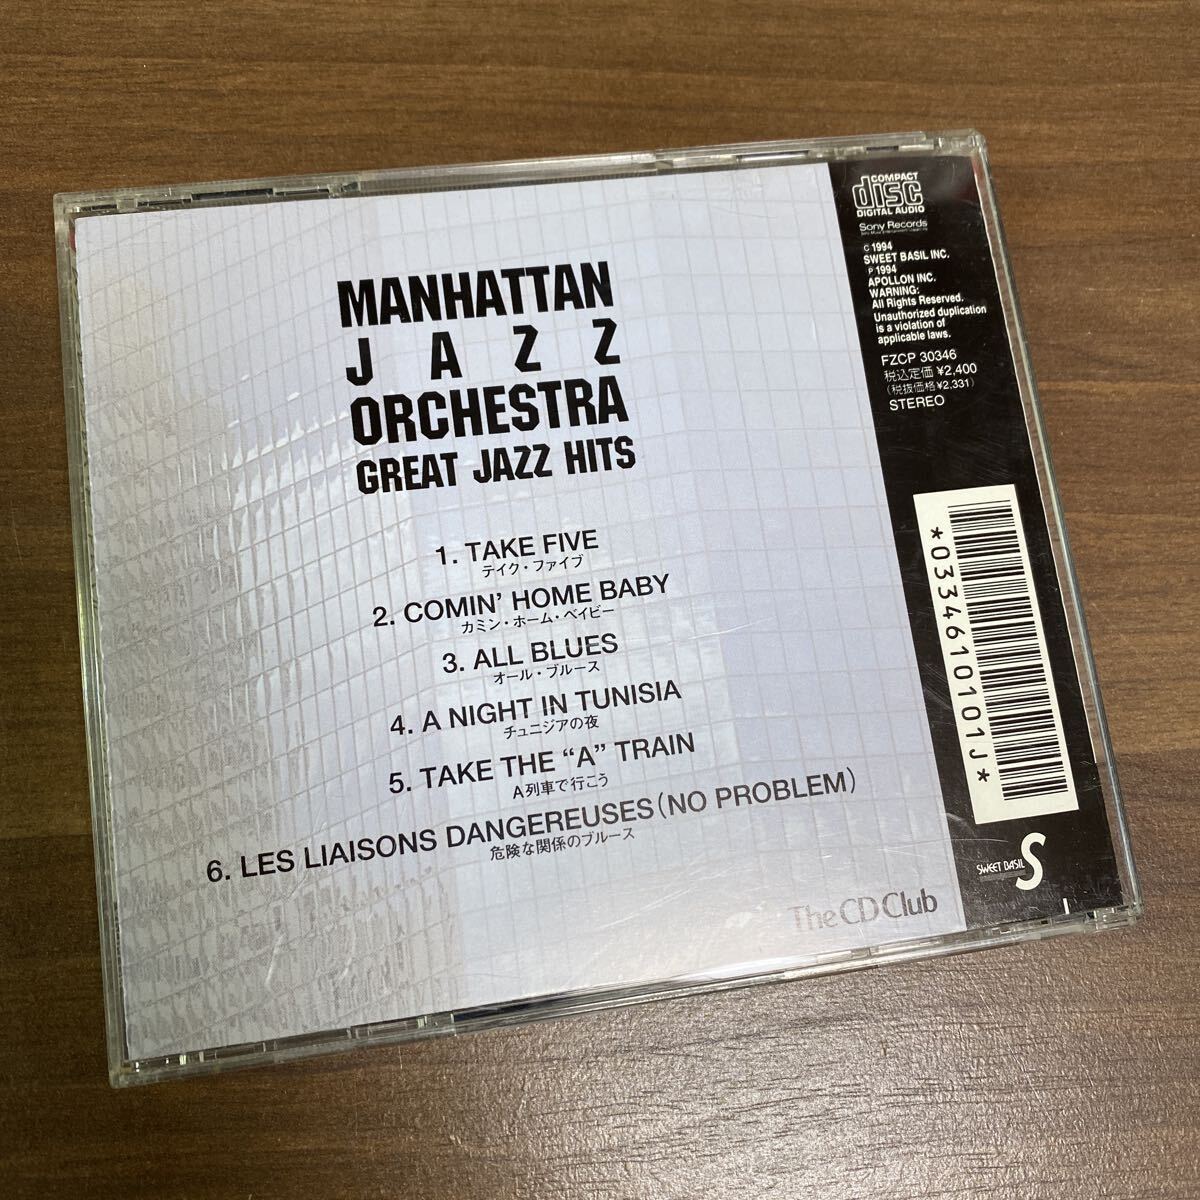 MANHATTAN
JAZZ
ORCHESTRA
GREAT JAZZ HITS
1. TAKE FIVE
テイク・ファイブ
2. COMIN' HOME BABY
カミン・ホーム・ベイビー
3. ALL BLUES
オール・ブルース
4. A NIGHT IN TUNISIA
チュニジアの夜
5. TAKE THE “A” TRAIN
A列車で行こう
6. LES LIAISONS DANGEREUSES(NO PROBLEM)
危険な関係のブルース
The CD Club
COMPACT
disc
DIGITAL AUDIO
Sony Records
C 1994
SWEET BASIL INC.
P 1994
APOLLON INC.
WARNING:
All Rights Reserved.
Unauthorized duplication
is a violation of
applicable laws.
FZCP 30346
税込定価 ¥2,400
(税抜価格¥2,331)
STEREO
*0334610101J*
SWEET BASIL S